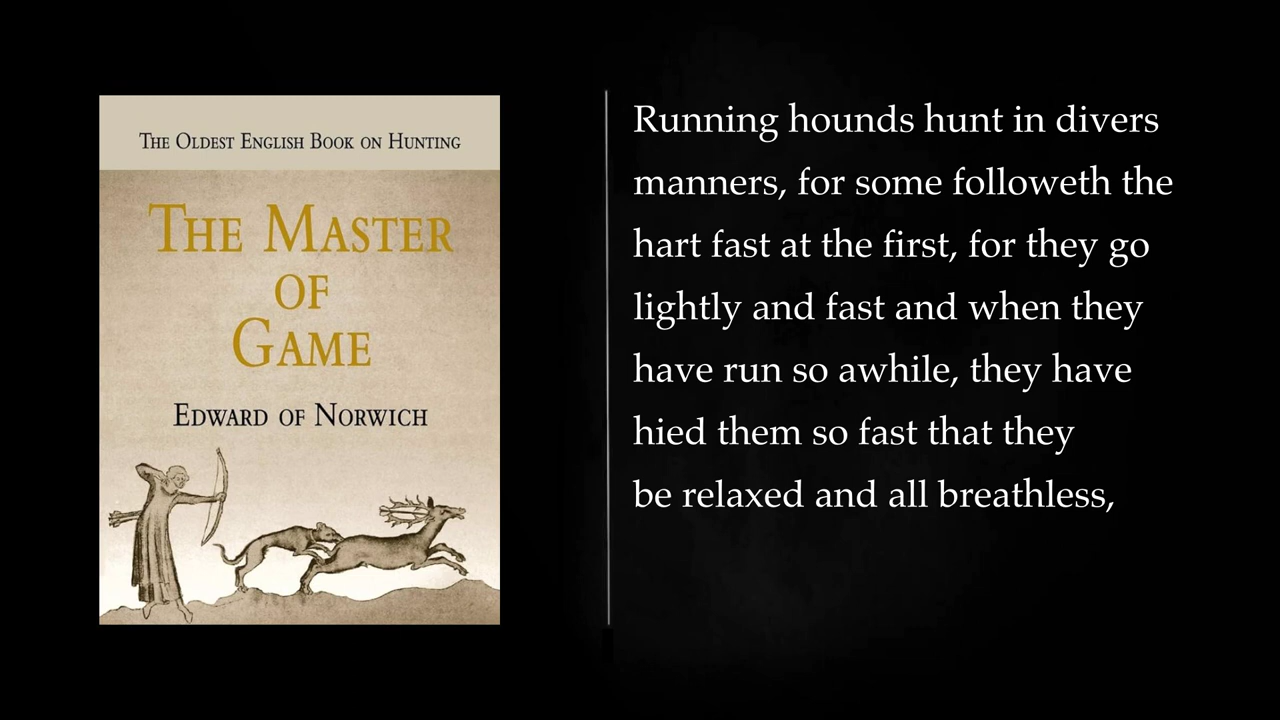 The Oldest English Book on Hunting
The Master
of
Game
Edward of Norwich
Running hounds hunt in divers
manners, for some followeth the
hart fast at the first, for they go
lightly and fast and when they
have run so awhile, they have
hied them so fast that they
be relaxed and all breathless,